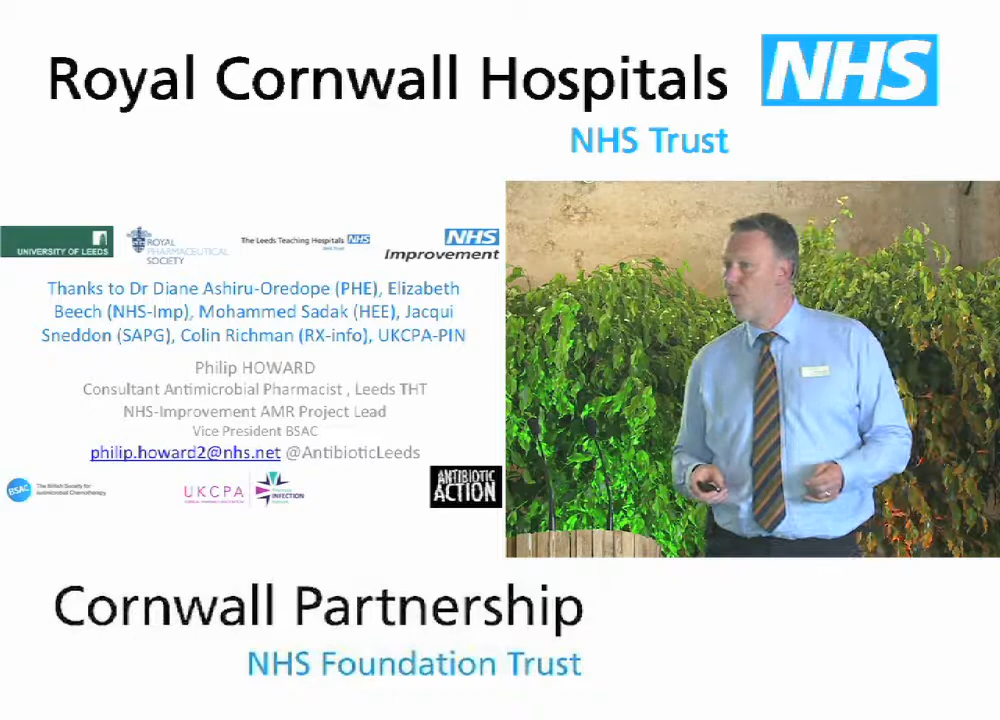 Royal Cornwall Hospitals NHS
NHS Trust
UNIVERSITY OF LEEDS
ROYAL
PHARMACEUTICAL
SOCIETY
The Leeds Teaching Hospitals NHS
NHS Trust
NHS
Improvement
Thanks to Dr Diane Ashiru-Oredope (PHE), Elizabeth
Beech (NHS-Imp), Mohammed Sadak (HEE), Jacqui
Sneddon (SAPG), Colin Richman (RX-info), UKCPA-PIN
Philip HOWARD
Consultant Antimicrobial Pharmacist , Leeds THT
NHS-Improvement AMR Project Lead
Vice President BSAC
philip.howard2@nhs.net @AntibioticLeeds
BSAC
The British Society for
Antimicrobial Chemotherapy
UKCPA
INFECTION
ANTIBIOTIC
ACTION
Cornwall Partnership
NHS Foundation Trust